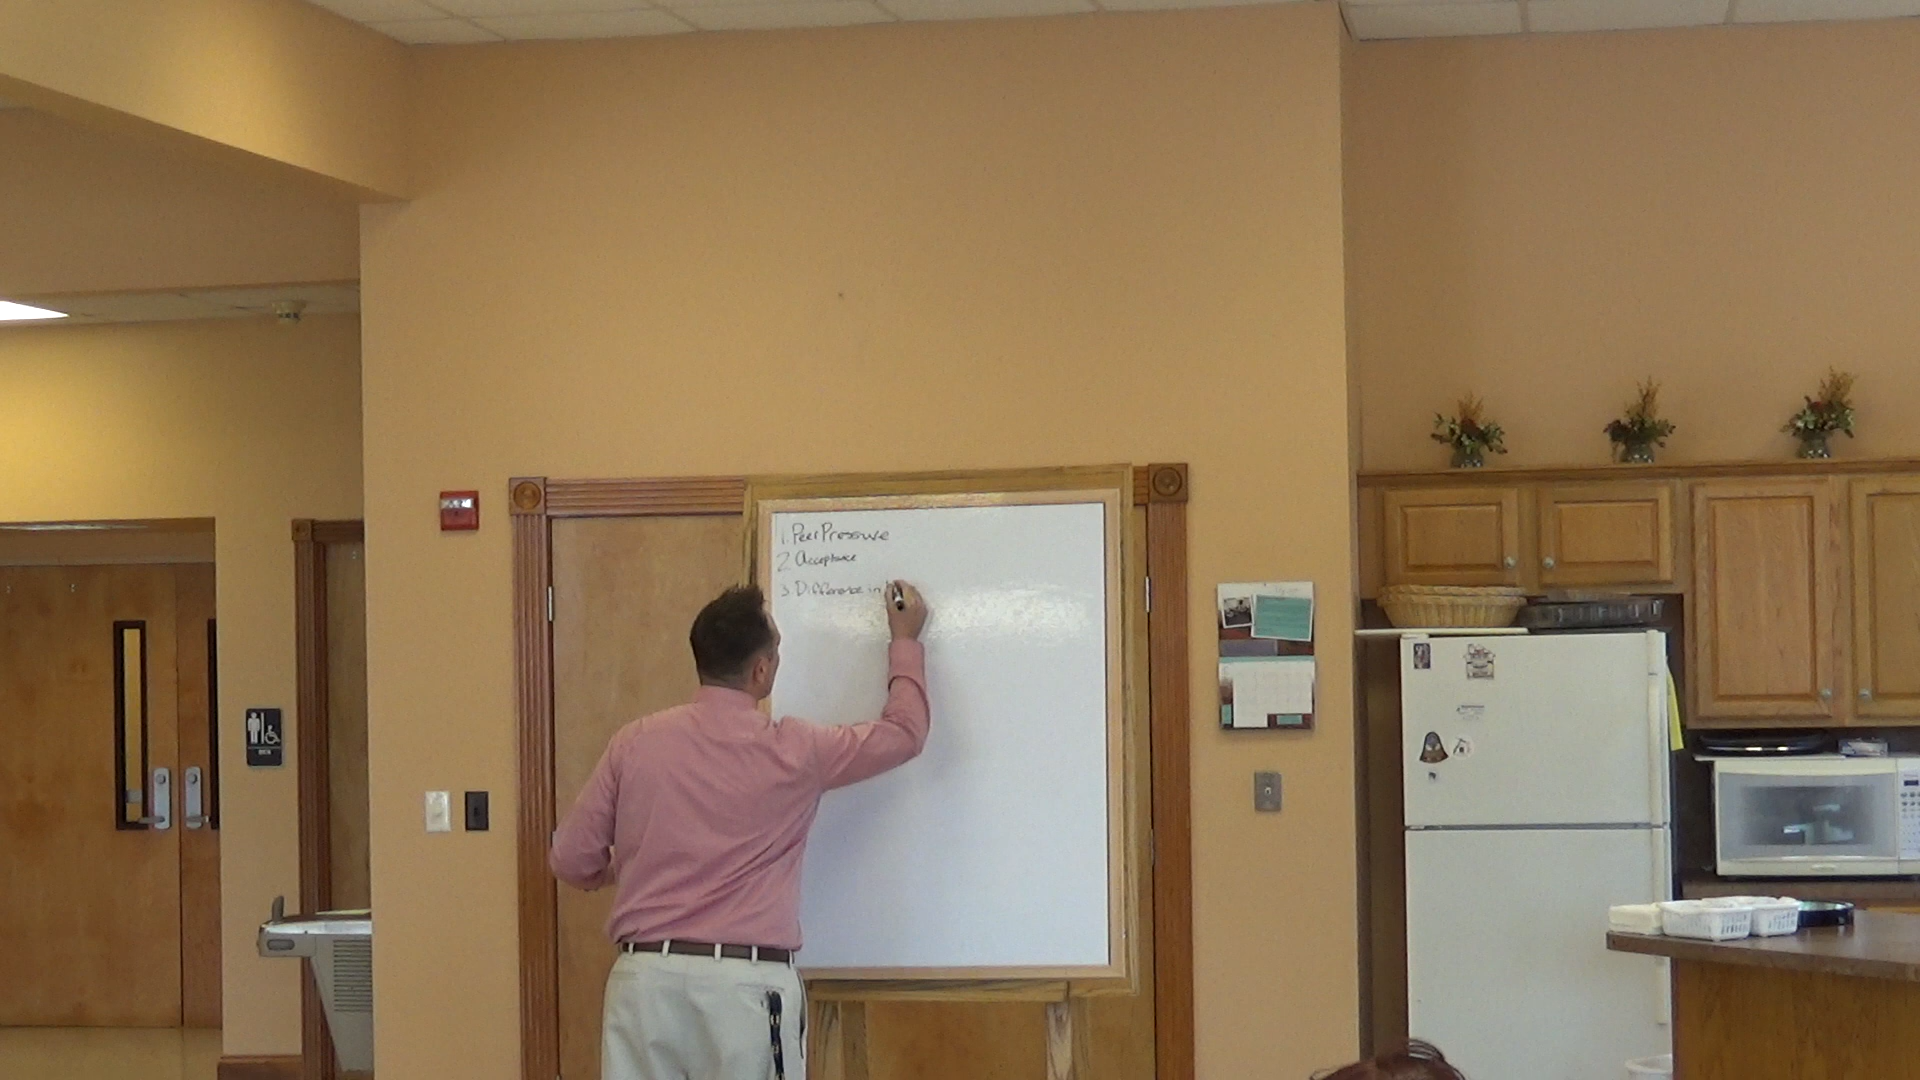 1. Peer Pressure
2. Acceptance
3. Difference in